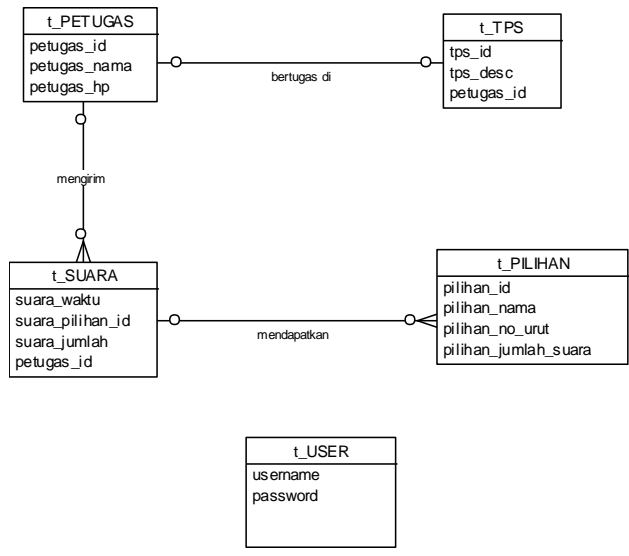 t_PETUGAS
petugas_id
petugas_nama
petugas_hp
bertugas di
t_TPS
tps_id
tps_desc
petugas_id
mengirim
t_SUARA
suara_waktu
suara_pilihan_id
suara_jumlah
petugas_id
mendapatkan
t_PILIHAN
pilihan_id
pilihan_nama
pilihan_no_urut
pilihan_jumlah_suara
t_USER
username
password